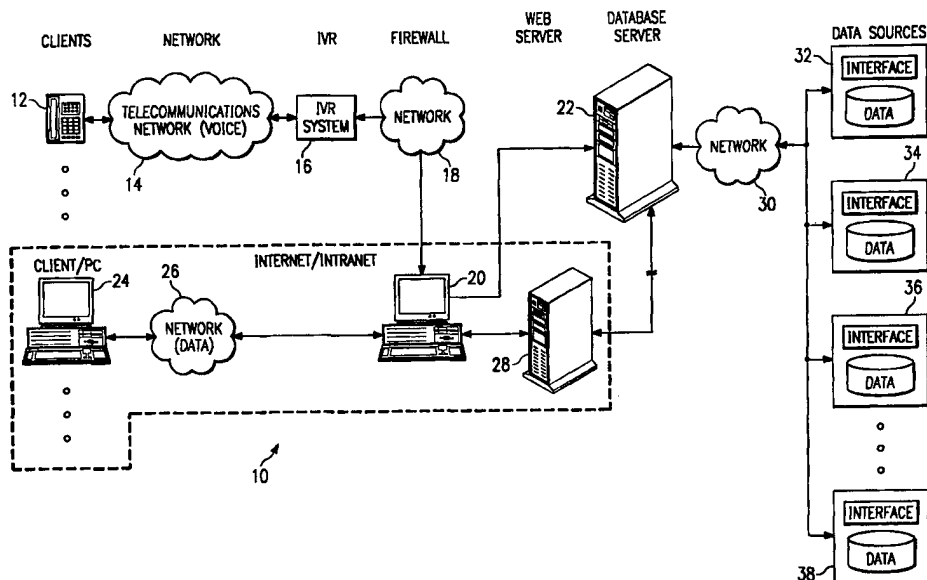 CLIENTS
NETWORK
IVR
FIREWALL
WEB
SERVER
DATABASE
SERVER
DATA SOURCES
12
TELECOMMUNICATIONS
NETWORK (VOICE)
14
IVR
SYSTEM
16
NETWORK
18
22
NETWORK
30
32
INTERFACE
DATA
34
INTERFACE
DATA
36
INTERFACE
DATA
INTERFACE
DATA
38
CLIENT/PC
24
26
NETWORK
(DATA)
INTERNET/INTRANET
20
28
10